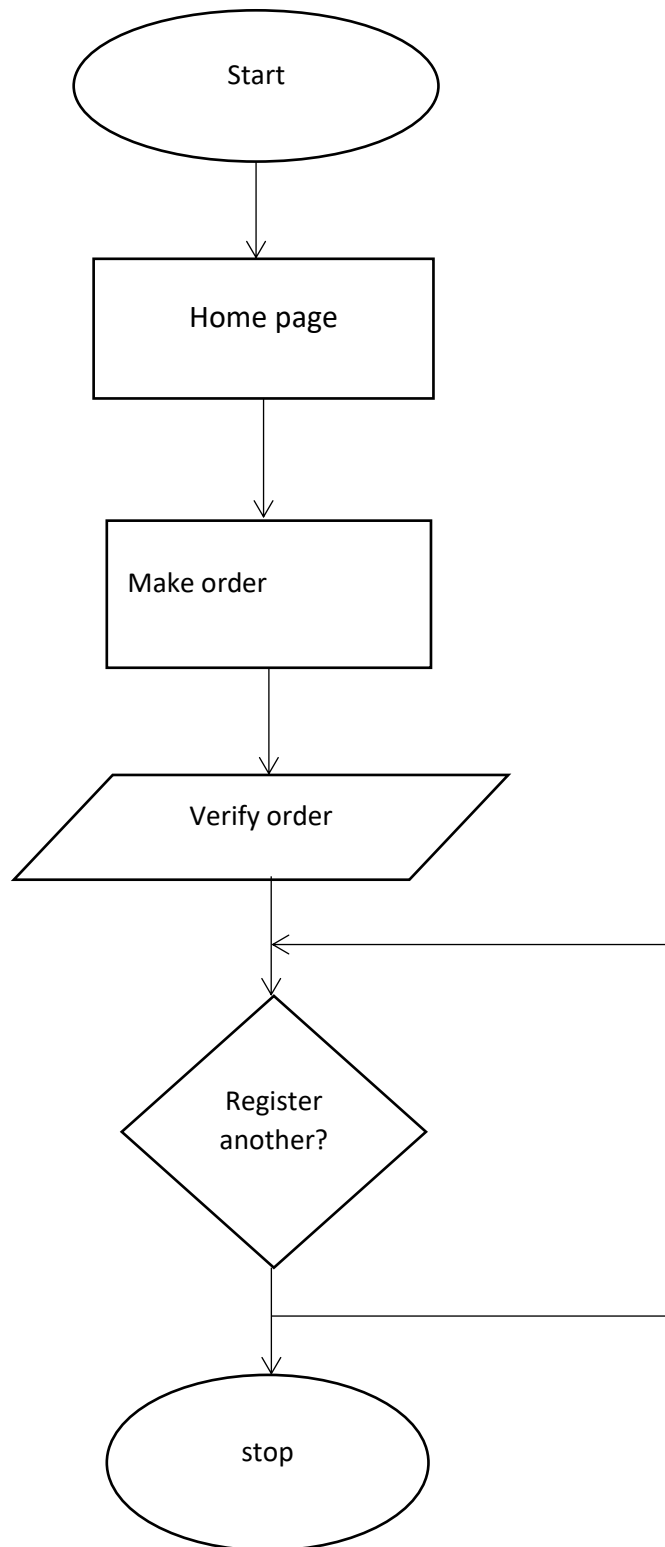 Start
Home page
Make order
Verify order
Register
another?
stop